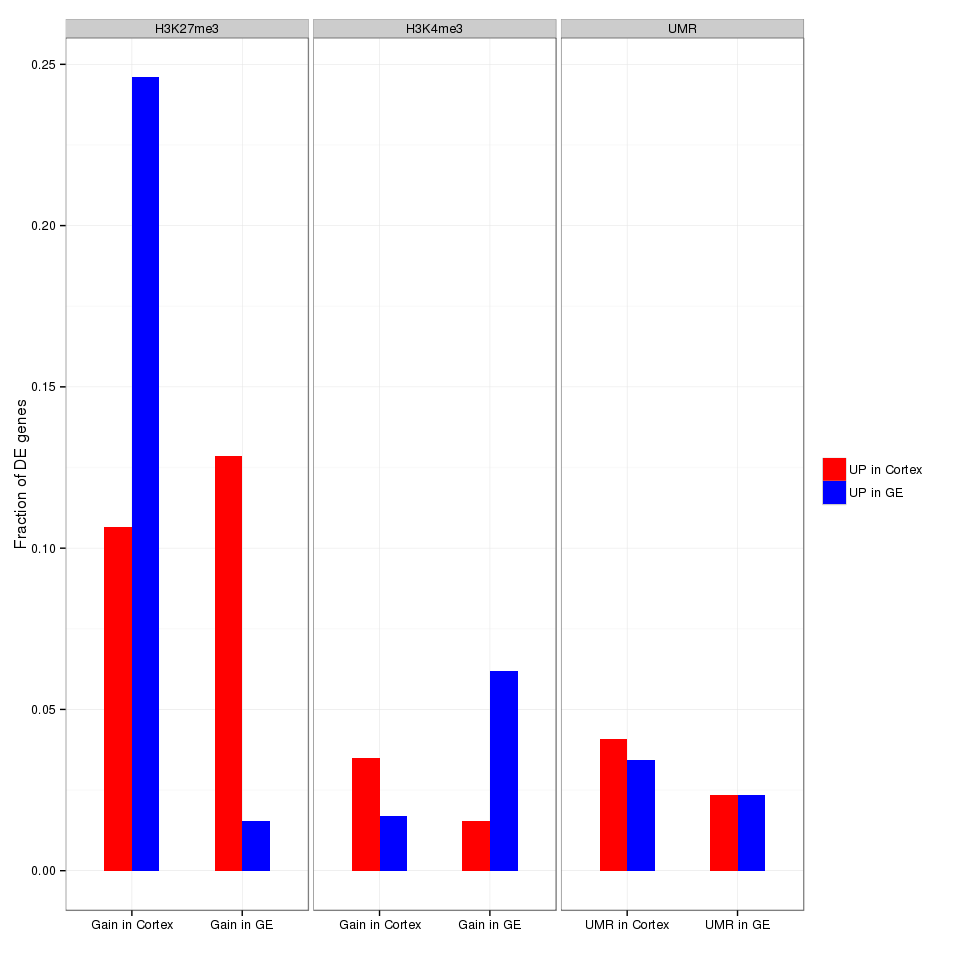 H3K27me3 H3K4me3 UMR
0.25
0.20
0.15
0.10
0.05
0.00
Fraction of DE genes
Gain in Cortex Gain in GE Gain in Cortex Gain in GE UMR in Cortex UMR in GE
UP in Cortex
UP in GE